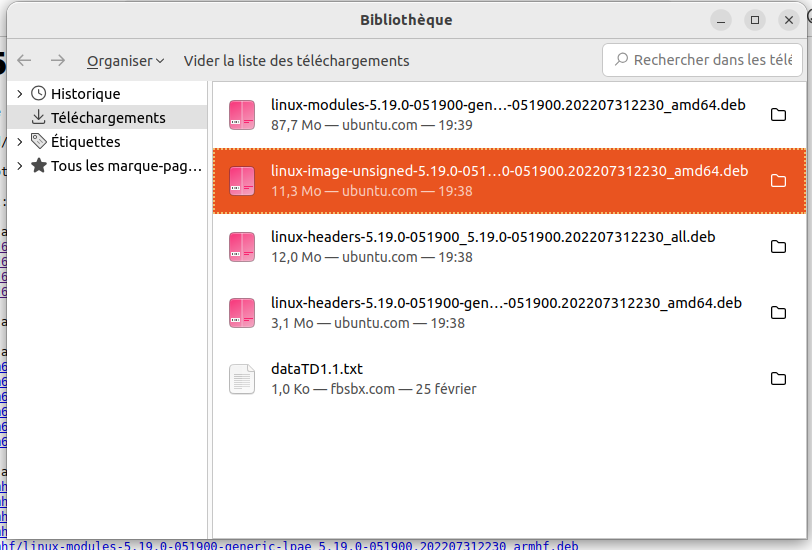 Bibliothèque
Organiser
Vider la liste des téléchargements
Rechercher dans les télé
Historique
Téléchargements
Étiquettes
Tous les marque-pag…
linux-modules-5.19.0-051900-gen…-051900.202207312230_amd64.deb
87,7 Mo — ubuntu.com — 19:39
linux-image-unsigned-5.19.0-051…0-051900.202207312230_amd64.deb
11,3 Mo — ubuntu.com — 19:38
linux-headers-5.19.0-051900_5.19.0-051900.202207312230_all.deb
12,0 Mo — ubuntu.com — 19:38
linux-headers-5.19.0-051900-gen…-051900.202207312230_amd64.deb
3,1 Mo — ubuntu.com — 19:38
dataTD1.1.txt
1,0 Ko — fbsbx.com — 25 février
mhf/linux-modules-5.19.0-051900-generic-lpae_5.19.0-051900.202207312230_armhf.deb